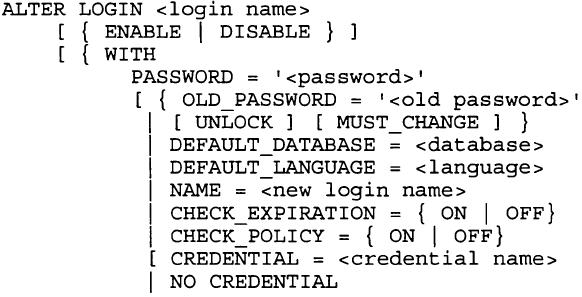 ALTER LOGIN <login name>
[ { ENABLE | DISABLE } ]
[ { WITH
PASSWORD = '<password>'
[ { OLD_PASSWORD = '<old password>'
| [ UNLOCK ] [ MUST_CHANGE ] }
| DEFAULT_DATABASE = <database>
| DEFAULT_LANGUAGE = <language>
| NAME = <new login name>
| CHECK_EXPIRATION = { ON | OFF}
| CHECK_POLICY = { ON | OFF}
[ CREDENTIAL = <credential name>
| NO CREDENTIAL